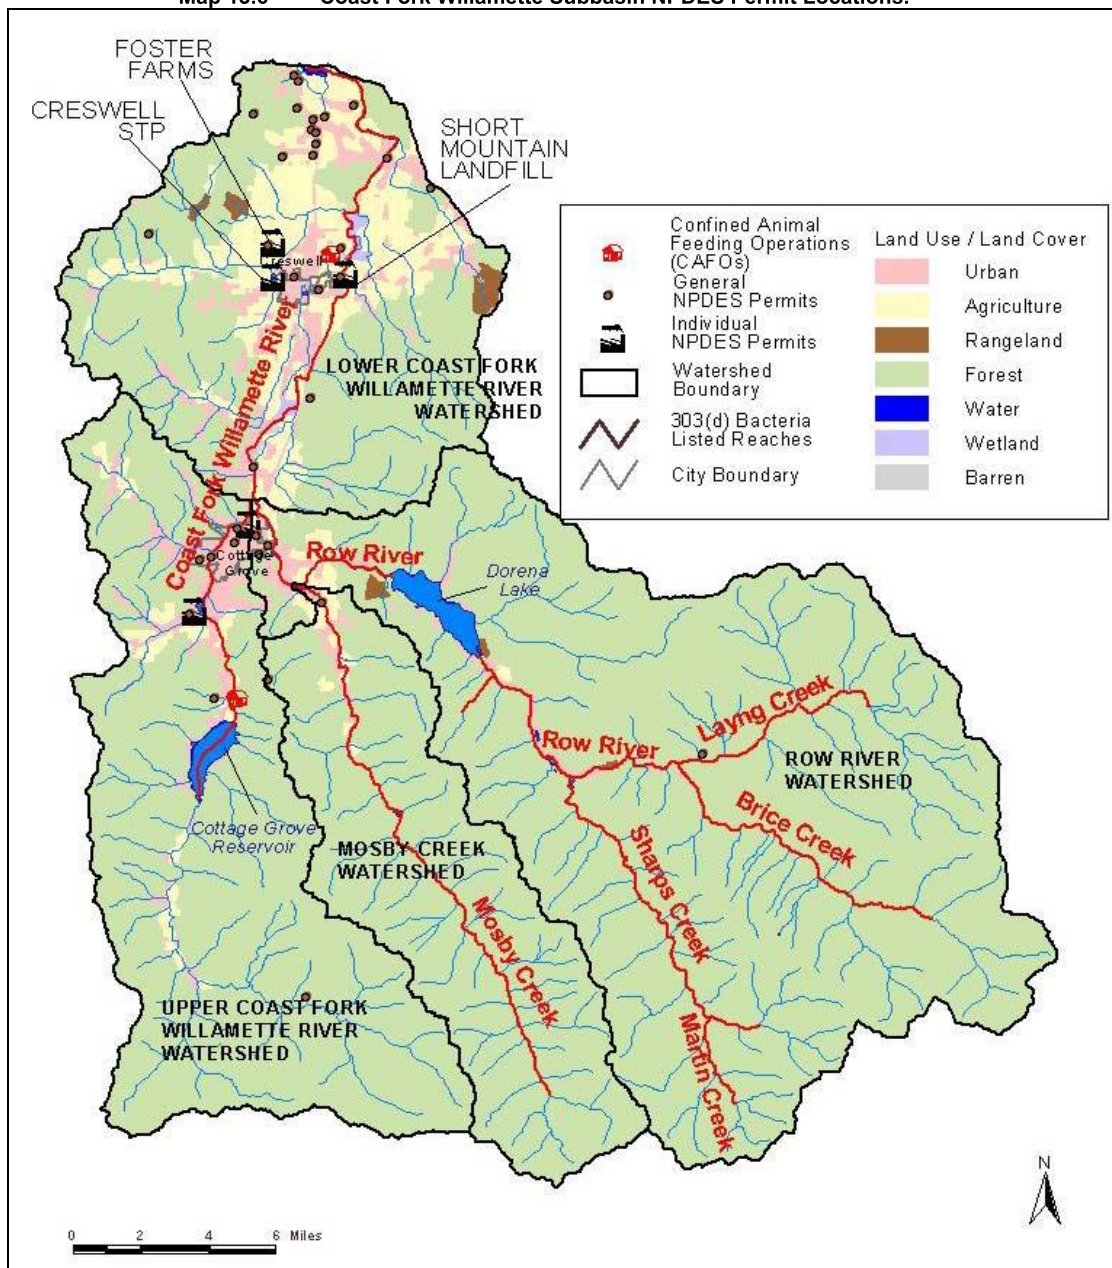 Coast Fork Willamette Subbasin NPDES Permit Locations.
FOSTER
FARMS
CRESWELL
STP
SHORT
MOUNTAIN
LANDFILL
Creswell
Confined Animal
Feeding Operations
(CAFOs)
General
NPDES Permits
Individual
NPDES Permits
Watershed
Boundary
303(d) Bacteria
Listed Reaches
City Boundary
Land Use / Land Cover
Urban
Agriculture
Rangeland
Forest
Water
Wetland
Barren
LOWER COAST FORK
WILLAMETTE RIVER
WATERSHED
Coast Fork Willamette River
Cottage
Grove
Row River
Dorena
Lake
Layng Creek
Row River
ROW RIVER
WATERSHED
Brice Creek
Cottage Grove
Reservoir
MOSBY CREEK
WATERSHED
Sharps Creek
Mosby Creek
Martin Creek
UPPER COAST FORK
WILLAMETTE RIVER
WATERSHED
N
0 2 4 6 Miles